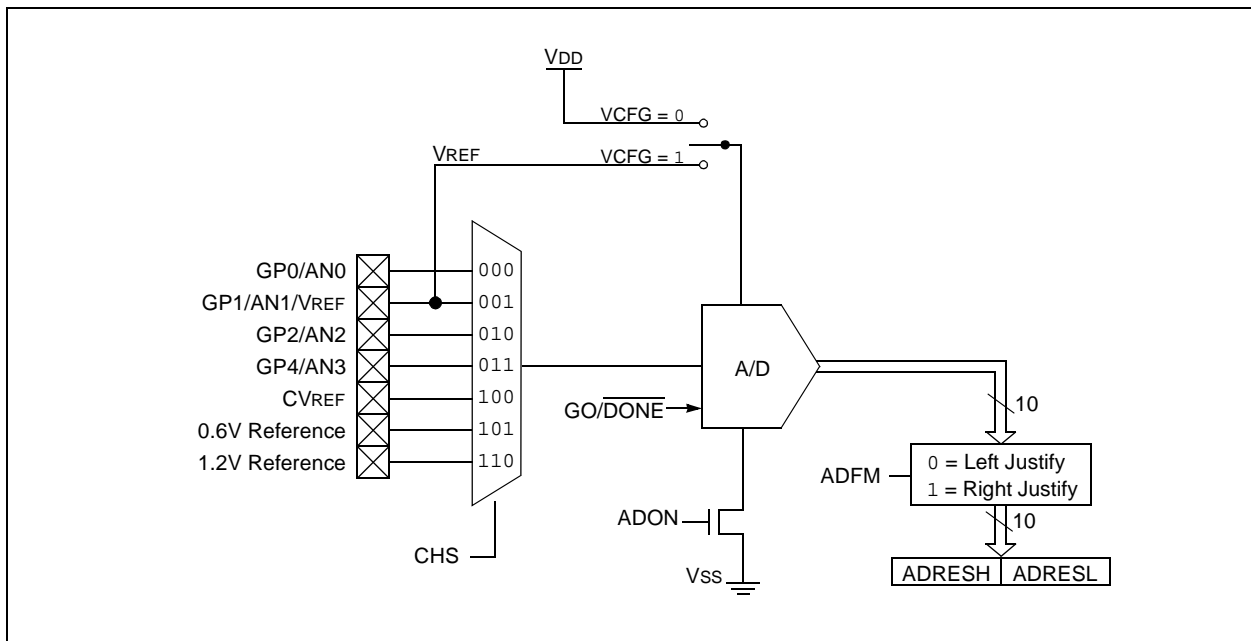 VDD
VCFG = 0
VREF
VCFG = 1
GP0/AN0
000
GP1/AN1/VREF
001
GP2/AN2
010
GP4/AN3
011
CVREF
100
0.6V Reference
101
1.2V Reference
110
A/D
GO/DONE
10
ADFM
0 = Left Justify
1 = Right Justify
ADON
10
CHS
VSS
ADRESH ADRESL